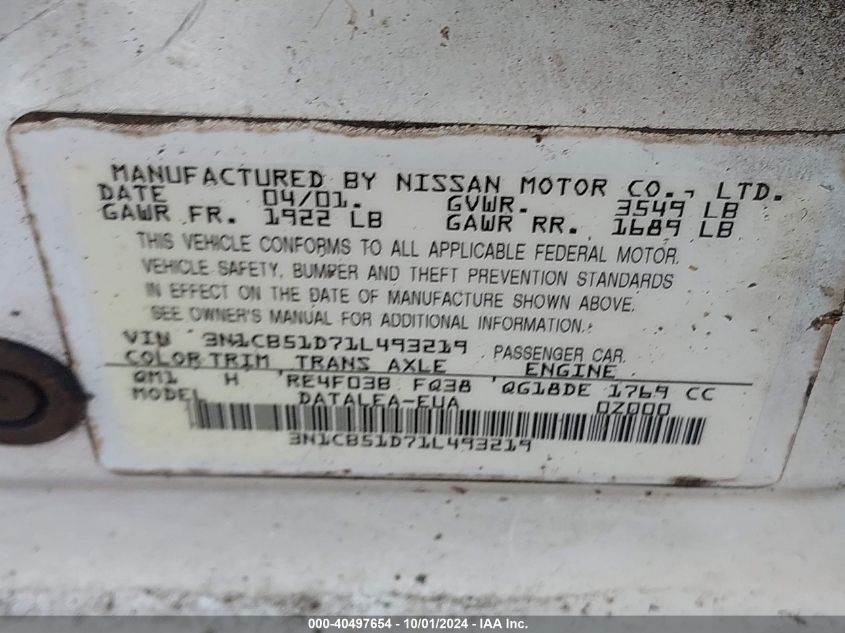 MANUFACTURED BY NISSAN MOTOR CO., LTD.
DATE 04/01. GVWR. 3549 LB
GAWR FR. 1922 LB GAWR RR. 1689 LB
THIS VEHICLE CONFORMS TO ALL APPLICABLE FEDERAL MOTOR
VEHICLE SAFETY, BUMPER AND THEFT PREVENTION STANDARDS
IN EFFECT ON THE DATE OF MANUFACTURE SHOWN ABOVE.
SEE OWNER'S MANUAL FOR ADDITIONAL INFORMATION.
VIN 3N1CB51D71L493219 PASSENGER CAR
COLOR TRIM TRANS AXLE ENGINE
QM1 H RE4F03B FQ38 QG18DE 1769 CC
MODEL DATALEA-EUA 0Z000
3N1CB51D71L493219
000-40497654 - 10/01/2024 - IAA Inc.